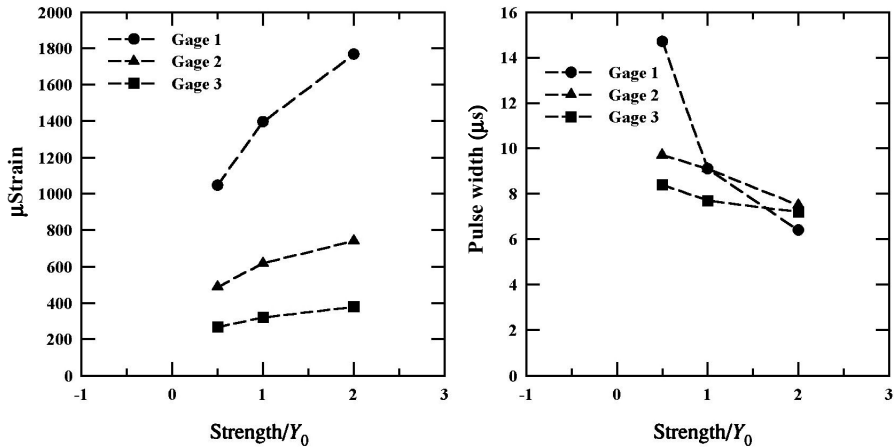 2000
1800
1600
1400
1200
1000
800
600
400
200
0
μStrain
Gage 1
Gage 2
Gage 3
-1 0 1 2 3
Strength/Y0
16
14
12
10
8
6
4
2
0
Pulse width (μs)
Gage 1
Gage 2
Gage 3
-1 0 1 2 3
Strength/Y0